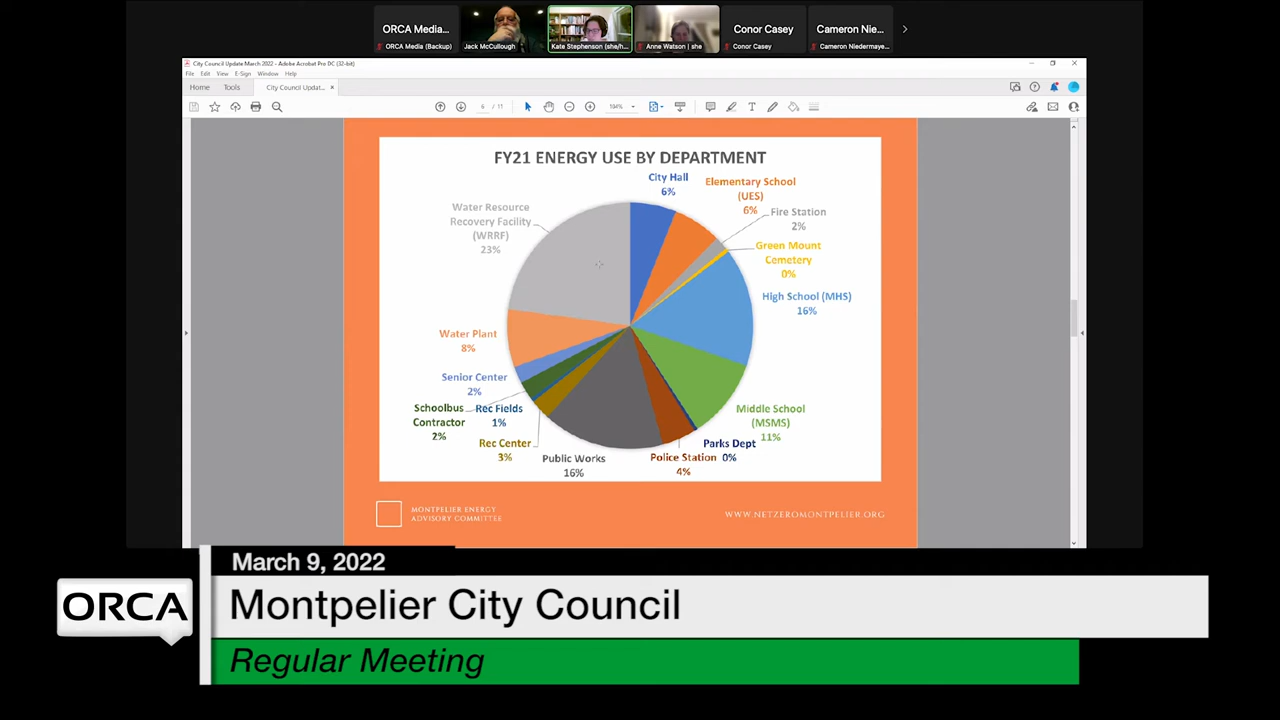 ORCA Media...
Conor Casey
Cameron Nie...
ORCA Media (Backup)
Jack McCullough
Kate Stephenson (she/h...
Anne Watson | she
Conor Casey
Cameron Niedermaye...
City Council Update March 2022 - Adobe Acrobat Pro DC (32-bit)
File Edit View E-Sign Window Help
Home
Tools
City Council Updat...
6 / 11
104%
FY21 ENERGY USE BY DEPARTMENT
City Hall
6%
Elementary School
(UES)
6%
Fire Station
2%
Green Mount
Cemetery
0%
High School (MHS)
16%
Middle School
(MSMS)
11%
Parks Dept
0%
Police Station
4%
Public Works
16%
Rec Center
3%
Rec Fields
1%
Schoolbus
Contractor
2%
Senior Center
2%
Water Plant
8%
Water Resource
Recovery Facility
(WRRF)
23%
MONTPELIER ENERGY
ADVISORY COMMITTEE
WWW.NETZEROMONTPELIER.ORG
March 9, 2022
ORCA
Montpelier City Council
Regular Meeting